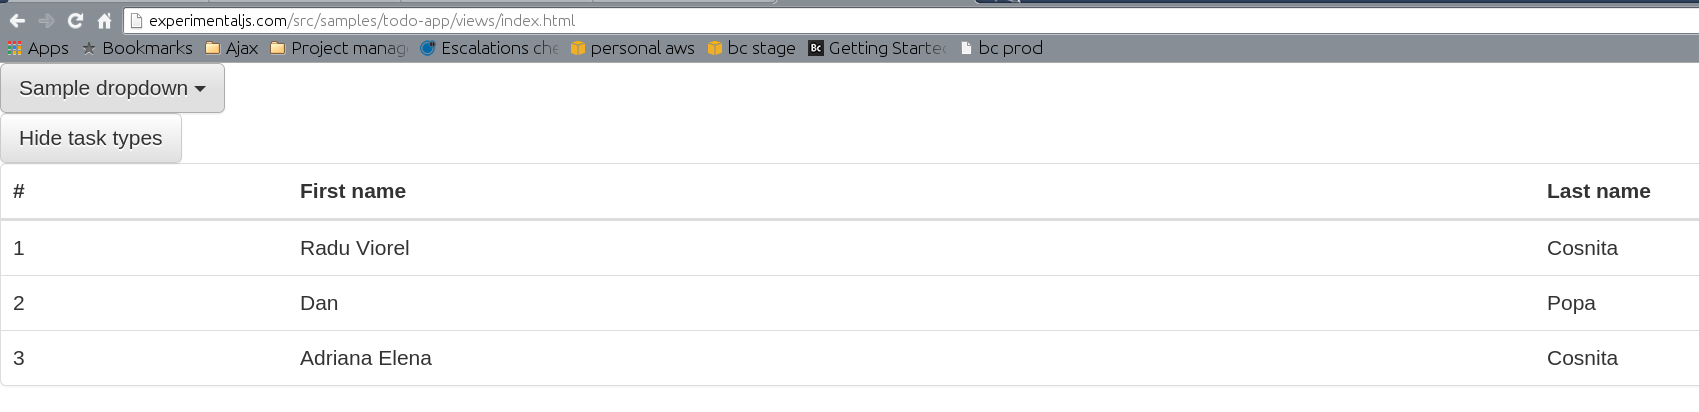 experimentaljs.com/src/samples/todo-app/views/index.html
Apps Bookmarks Ajax Project manag Escalations che personal aws bc stage Bc Getting Starte bc prod
Sample dropdown
Hide task types
# First name Last name
1 Radu Viorel Cosnita
2 Dan Popa
3 Adriana Elena Cosnita